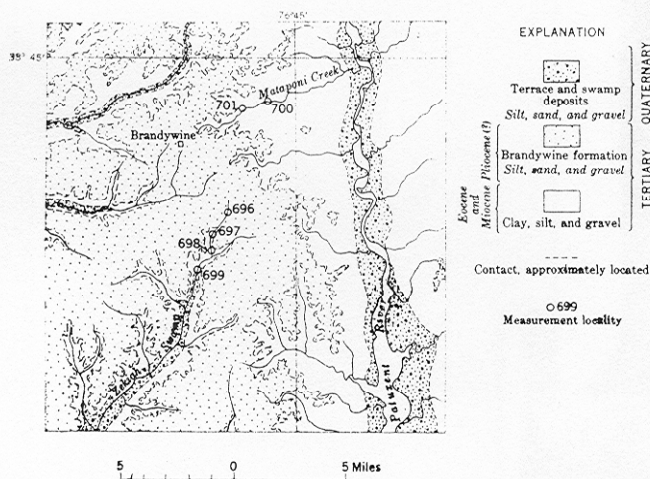 76°45'
38° 45'
Mataponi Creek
701
700
Brandywine
696
697
698
699
Zekiah Swamp
Patuxent River
5 0 5 Miles
EXPLANATION
Terrace and swamp
deposits
Silt, sand, and gravel
QUATERNARY
Brandywine formation
Silt, sand, and gravel
Pliocene (?)
Clay, silt, and gravel
Eocene
and
Miocene
TERTIARY
Contact, approximately located
699
Measurement locality